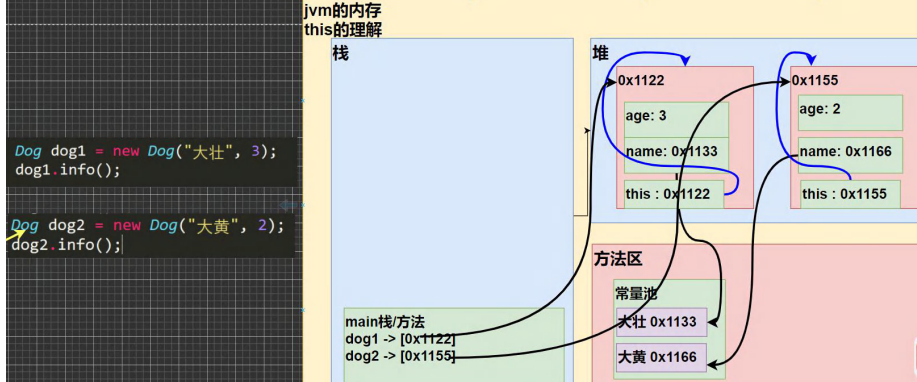 jvm的内存
this的理解
栈
堆
0x1122
0x1155
age: 3
age: 2
name: 0x1133
name: 0x1166
this : 0x1122
this : 0x1155
Dog dog1 = new Dog("大壮", 3);
dog1.info();
Dog dog2 = new Dog("大黄", 2);
dog2.info();
方法区
常量池
大壮 0x1133
大黄 0x1166
main栈/方法
dog1 -> [0x1122]
dog2 -> [0x1155]